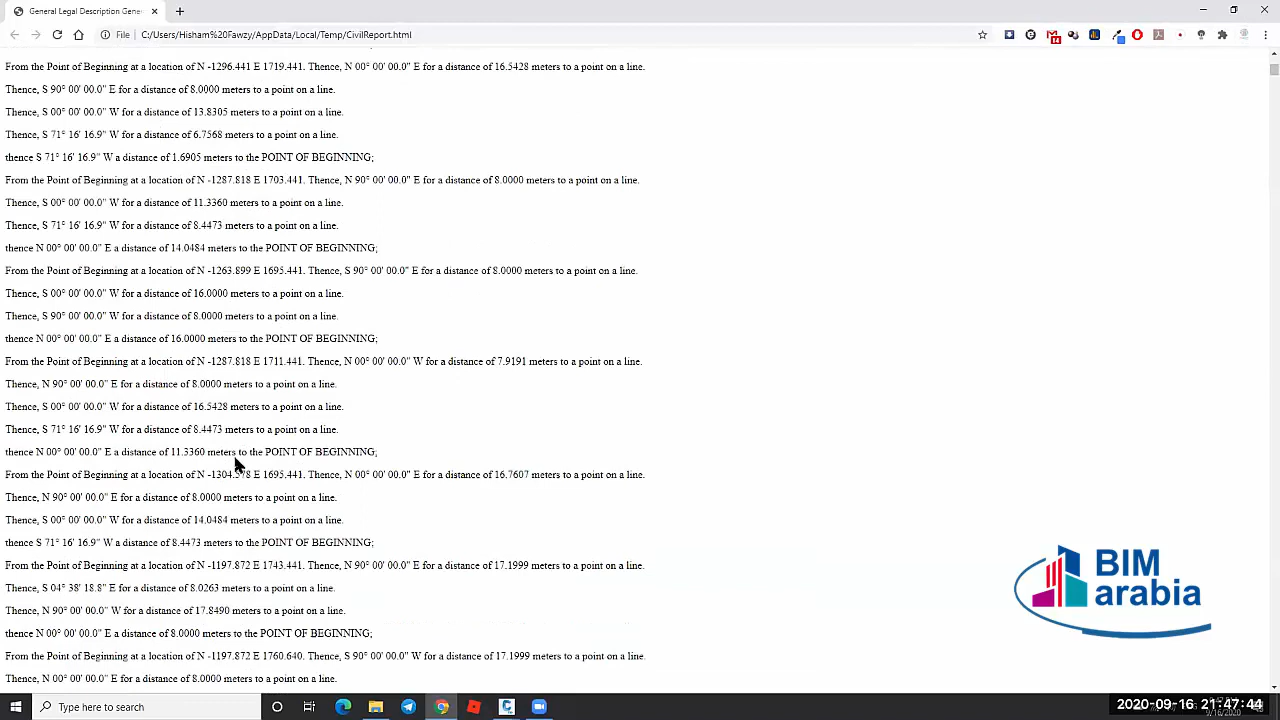 General Legal Description Gene
File C:/Users/Hisham%20Fawzy/AppData/Local/Temp/CivilReport.html
14
From the Point of Beginning at a location of N -1296.441 E 1719.441. Thence, N 00° 00' 00.0" E for a distance of 16.5428 meters to a point on a line.
Thence, S 90° 00' 00.0" E for a distance of 8.0000 meters to a point on a line.
Thence, S 00° 00' 00.0" W for a distance of 13.8305 meters to a point on a line.
Thence, S 71° 16' 16.9" W for a distance of 6.7568 meters to a point on a line.
thence S 71° 16' 16.9" W a distance of 1.6905 meters to the POINT OF BEGINNING;
From the Point of Beginning at a location of N -1287.818 E 1703.441. Thence, N 90° 00' 00.0" E for a distance of 8.0000 meters to a point on a line.
Thence, S 00° 00' 00.0" W for a distance of 11.3360 meters to a point on a line.
Thence, S 71° 16' 16.9" W for a distance of 8.4473 meters to a point on a line.
thence N 00° 00' 00.0" E a distance of 14.0484 meters to the POINT OF BEGINNING;
From the Point of Beginning at a location of N -1263.899 E 1695.441. Thence, S 90° 00' 00.0" E for a distance of 8.0000 meters to a point on a line.
Thence, S 00° 00' 00.0" W for a distance of 16.0000 meters to a point on a line.
Thence, S 90° 00' 00.0" W for a distance of 8.0000 meters to a point on a line.
thence N 00° 00' 00.0" E a distance of 16.0000 meters to the POINT OF BEGINNING;
From the Point of Beginning at a location of N -1287.818 E 1711.441. Thence, N 00° 00' 00.0" W for a distance of 7.9191 meters to a point on a line.
Thence, N 90° 00' 00.0" E for a distance of 8.0000 meters to a point on a line.
Thence, S 00° 00' 00.0" W for a distance of 16.5428 meters to a point on a line.
Thence, S 71° 16' 16.9" W for a distance of 8.4473 meters to a point on a line.
thence N 00° 00' 00.0" E a distance of 11.3360 meters to the POINT OF BEGINNING;
From the Point of Beginning at a location of N -1304.578 E 1695.441. Thence, N 00° 00' 00.0" E for a distance of 16.7607 meters to a point on a line.
Thence, N 90° 00' 00.0" E for a distance of 8.0000 meters to a point on a line.
Thence, S 00° 00' 00.0" W for a distance of 14.0484 meters to a point on a line.
thence S 71° 16' 16.9" W a distance of 8.4473 meters to the POINT OF BEGINNING;
From the Point of Beginning at a location of N -1197.872 E 1743.441. Thence, N 90° 00' 00.0" E for a distance of 17.1999 meters to a point on a line.
Thence, S 04° 38' 18.8" E for a distance of 8.0263 meters to a point on a line.
Thence, N 90° 00' 00.0" W for a distance of 17.8490 meters to a point on a line.
thence N 00° 00' 00.0" E a distance of 8.0000 meters to the POINT OF BEGINNING;
From the Point of Beginning at a location of N -1197.872 E 1760.640. Thence, S 90° 00' 00.0" W for a distance of 17.1999 meters to a point on a line.
Thence, N 00° 00' 00.0" E for a distance of 8.0000 meters to a point on a line.
BIM
arabia
Type here to search
2020-09-16 21:47:44
9/16/2020